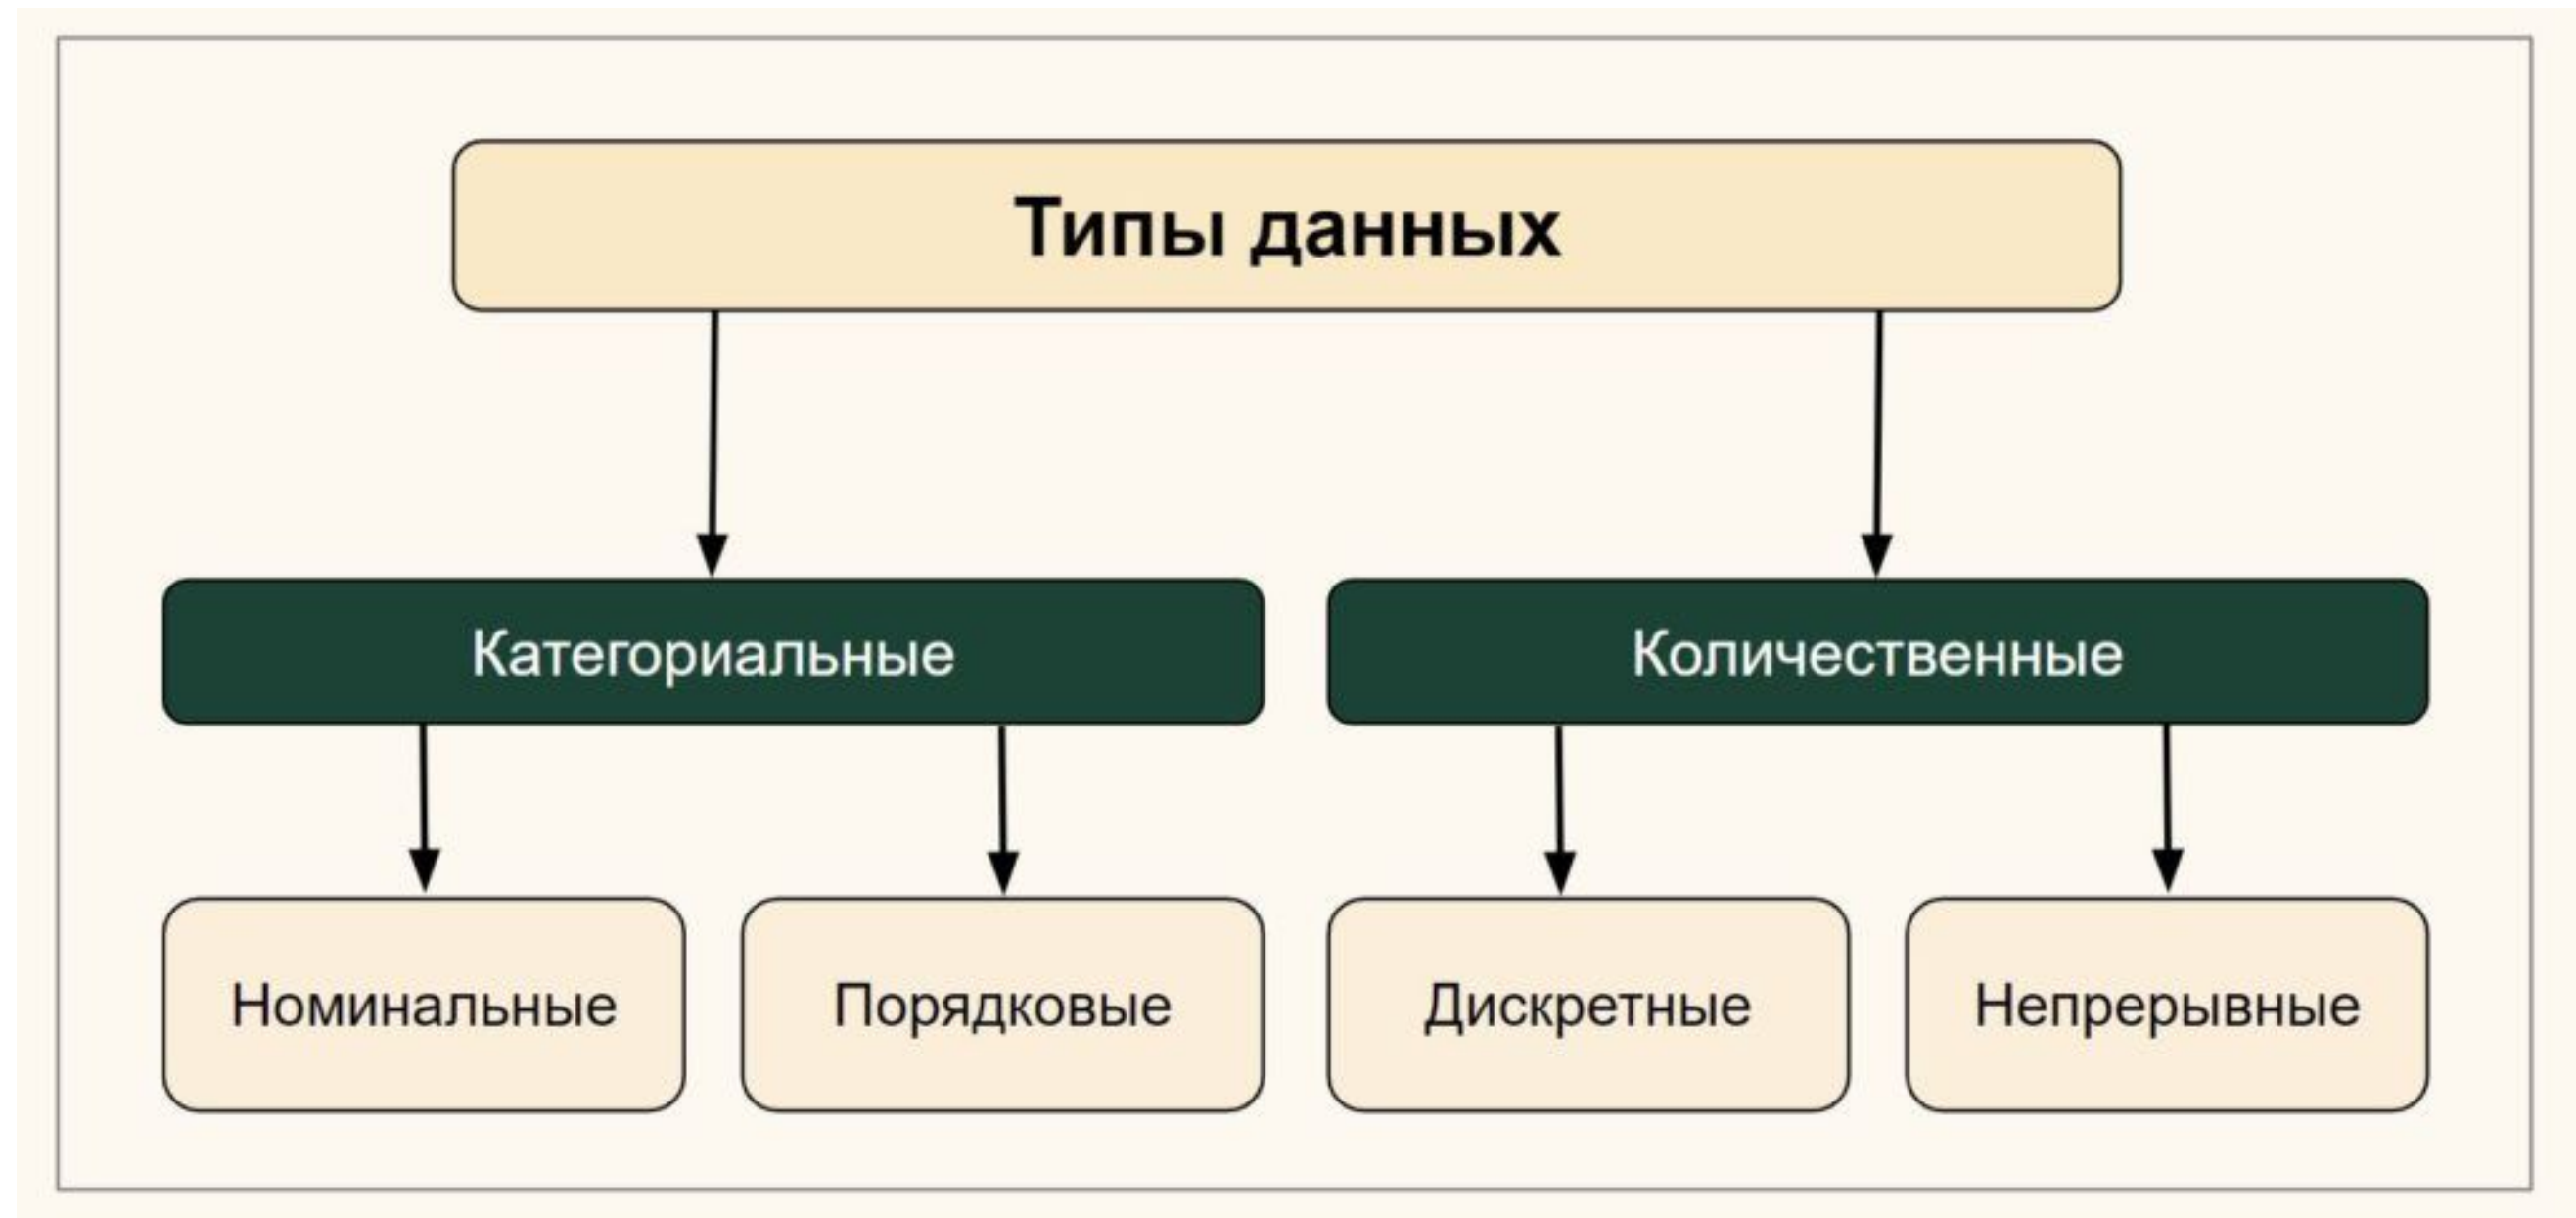 Типы данных
Категориальные
Количественные
Номинальные
Порядковые
Дискретные
Непрерывные